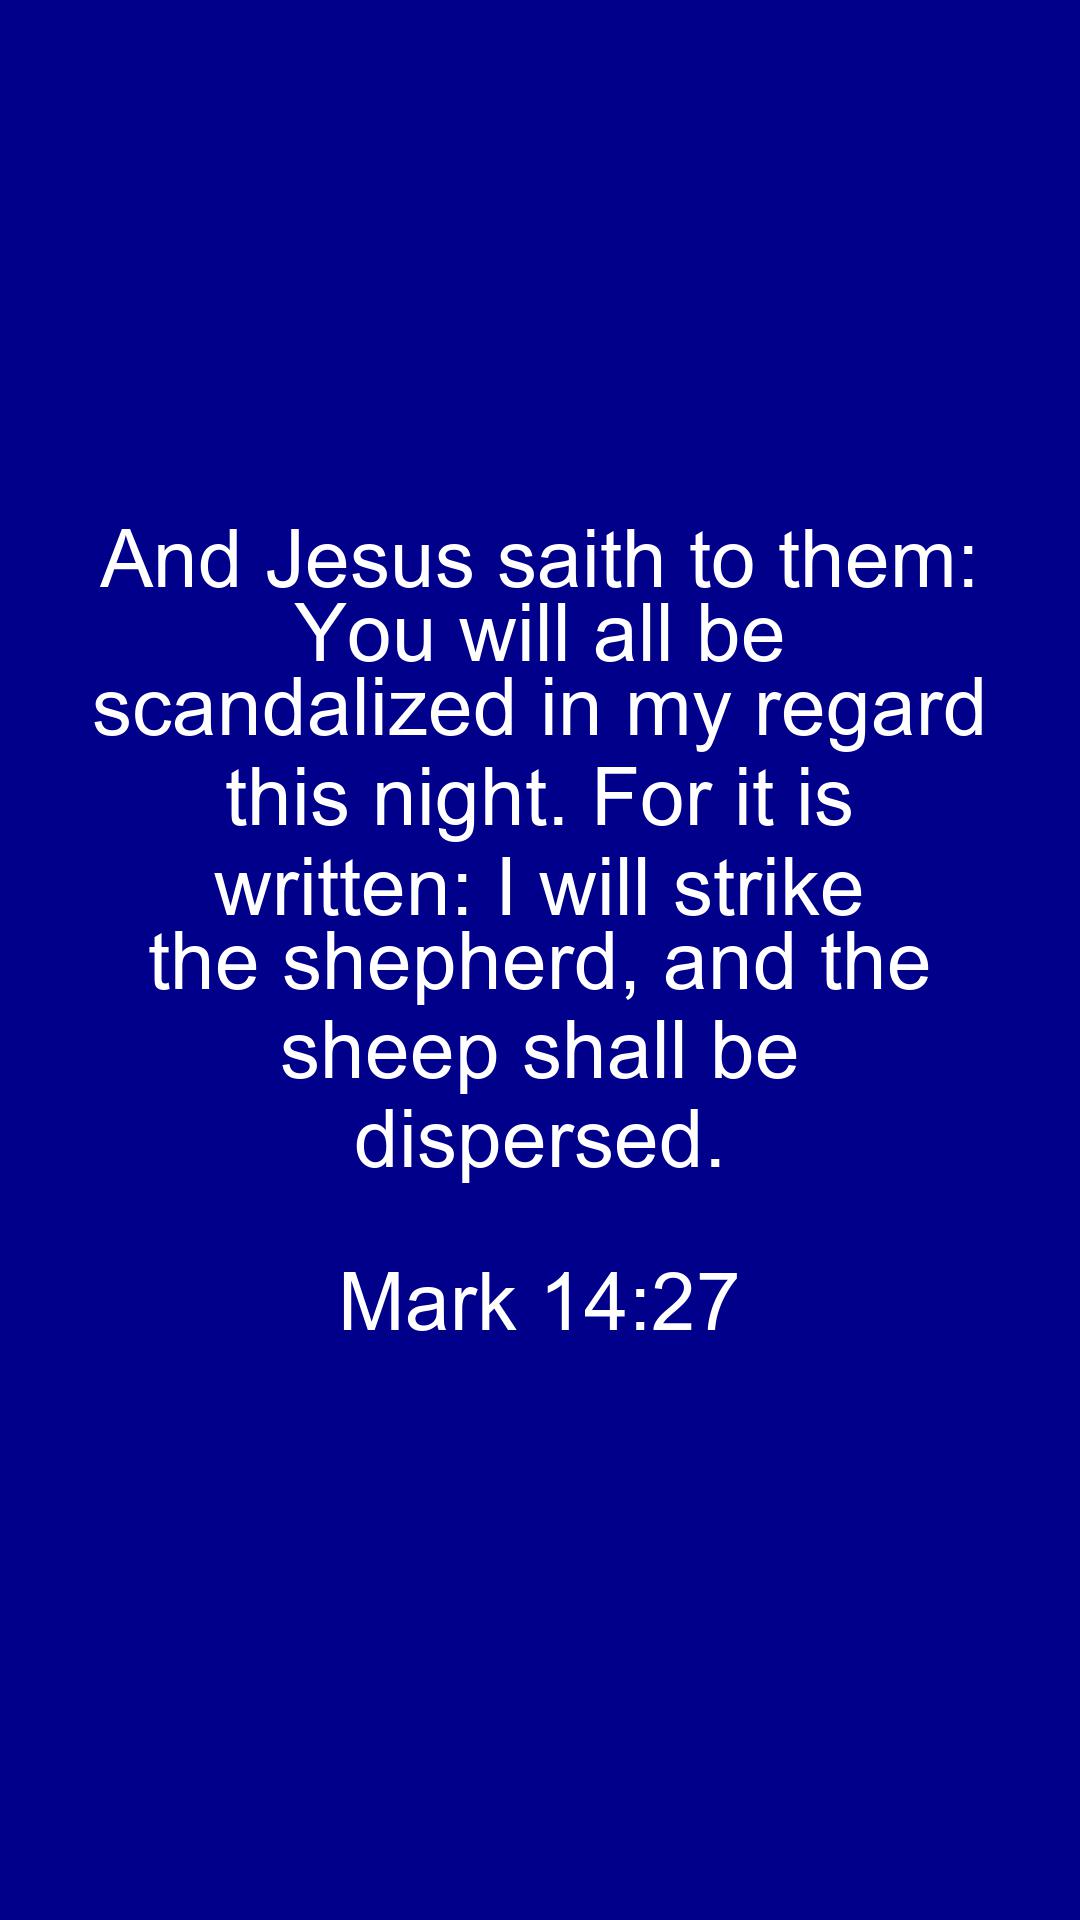 And Jesus saith to them:
You will all be
scandalized in my regard
this night. For it is
written: I will strike
the shepherd, and the
sheep shall be
dispersed.
Mark 14:27